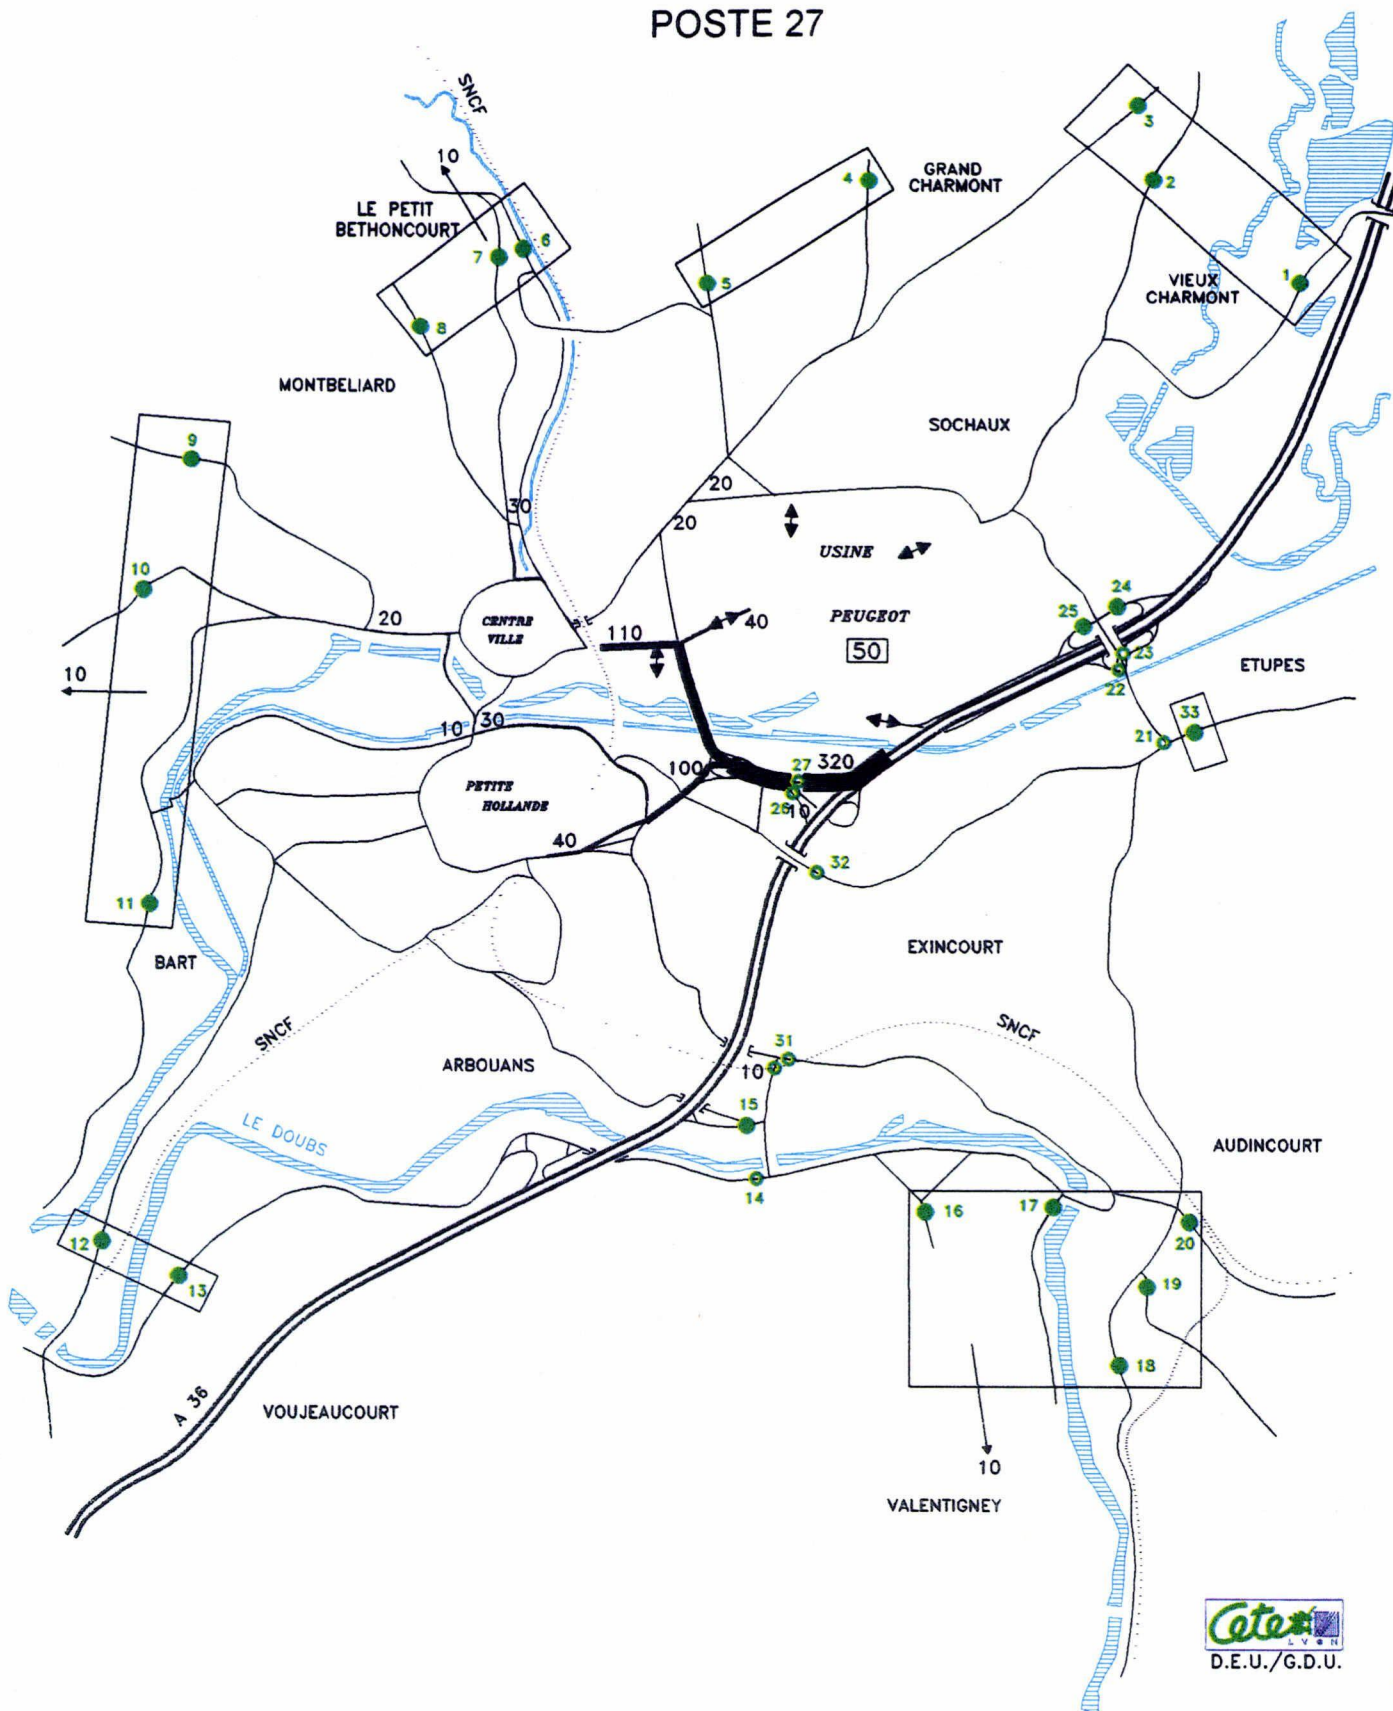 POSTE 27
SNCF
3
10
GRAND
CHARMONT
4
2
LE PETIT
BETHONCOURT
7
6
5
VIEUX
CHARMONT
1
8
MONTBELIARD
SOCHAUX
9
20
30
20
USINE
10
24
25
CENTRE
VILLE
20
110
40
PEUGEOT
50
23
ETUPES
22
10
10
30
33
21
100
27
320
PETITE
HOLLANDE
26
10
40
32
11
BART
EXINCOURT
SNCF
SNCF
31
ARBOUANS
10
15
LE DOUBS
AUDINCOURT
14
16
17
12
20
13
19
18
A 36
VOUJEAUCOURT
10
VALENTIGNEY
Cete
LYON
D.E.U./G.D.U.